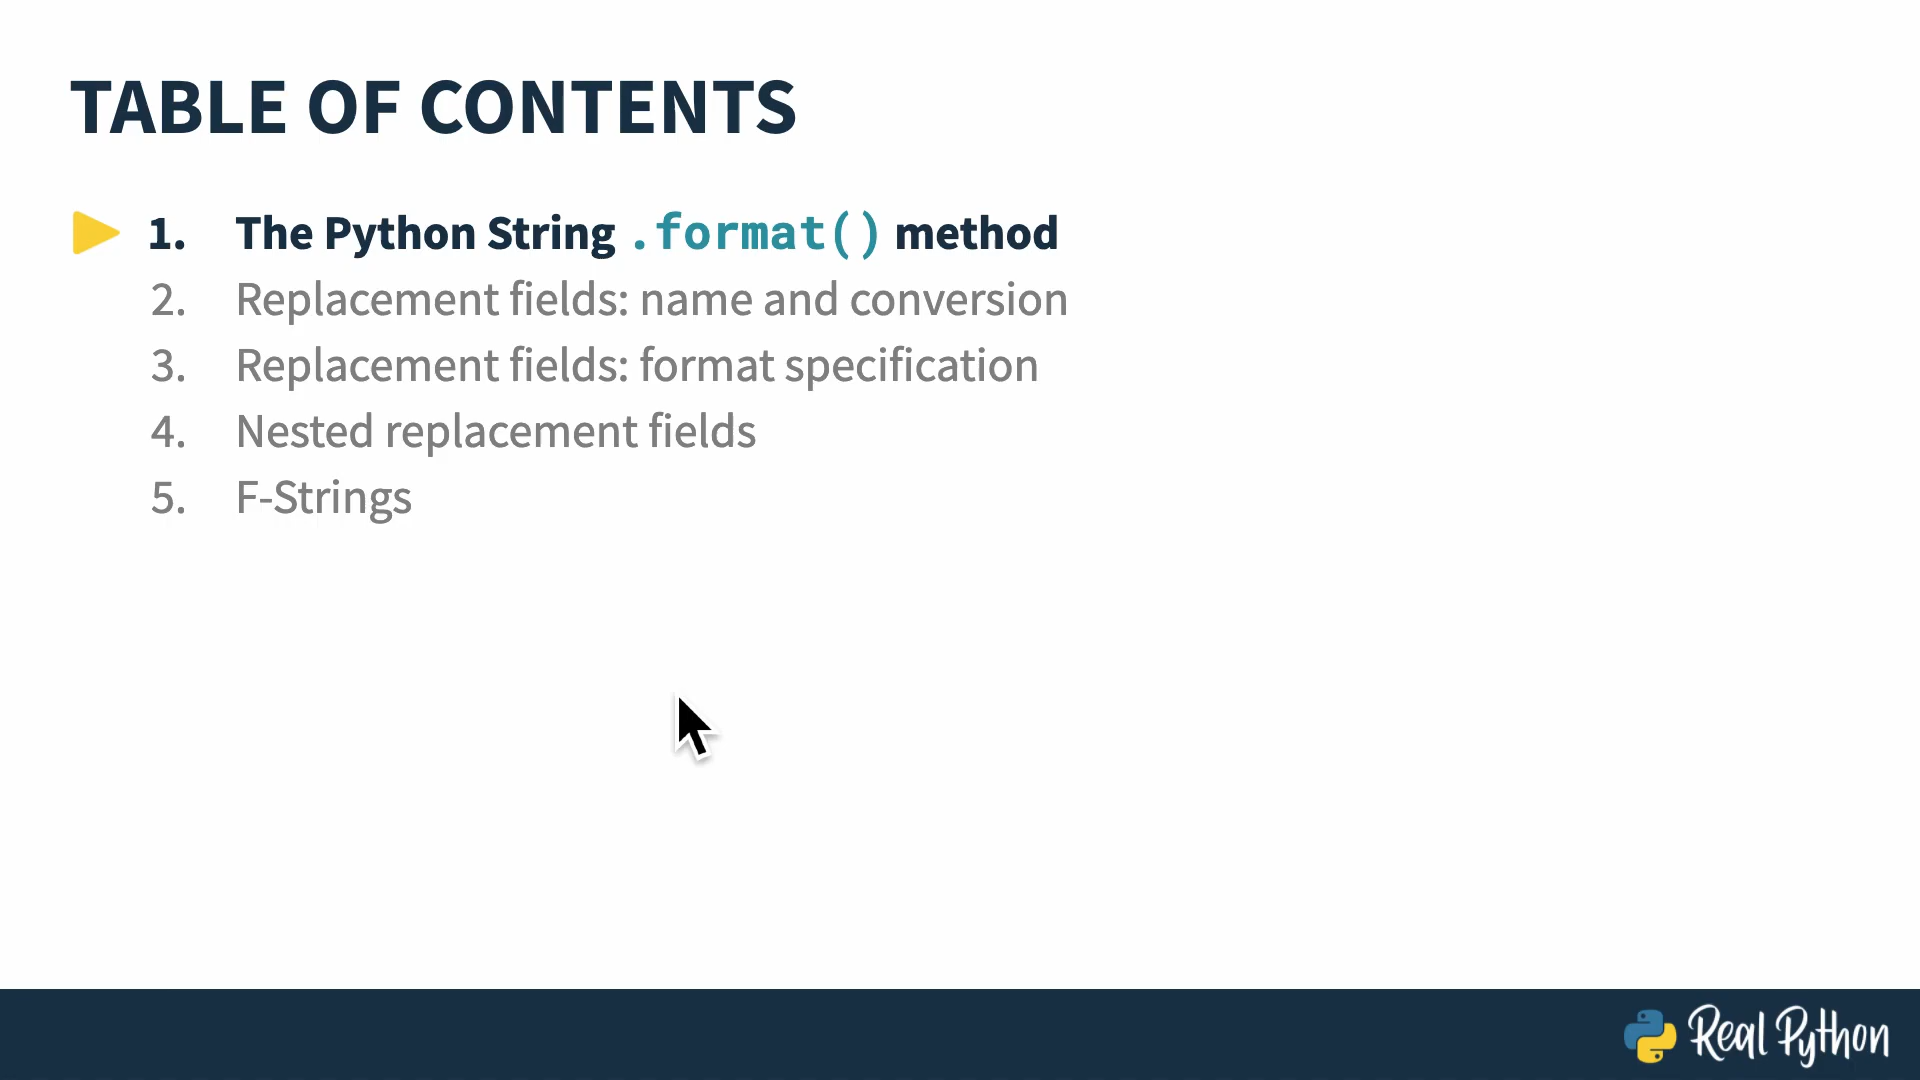 TABLE OF CONTENTS
1. The Python String .format() method
2. Replacement fields: name and conversion
3. Replacement fields: format specification
4. Nested replacement fields
5. F-Strings
Real Python